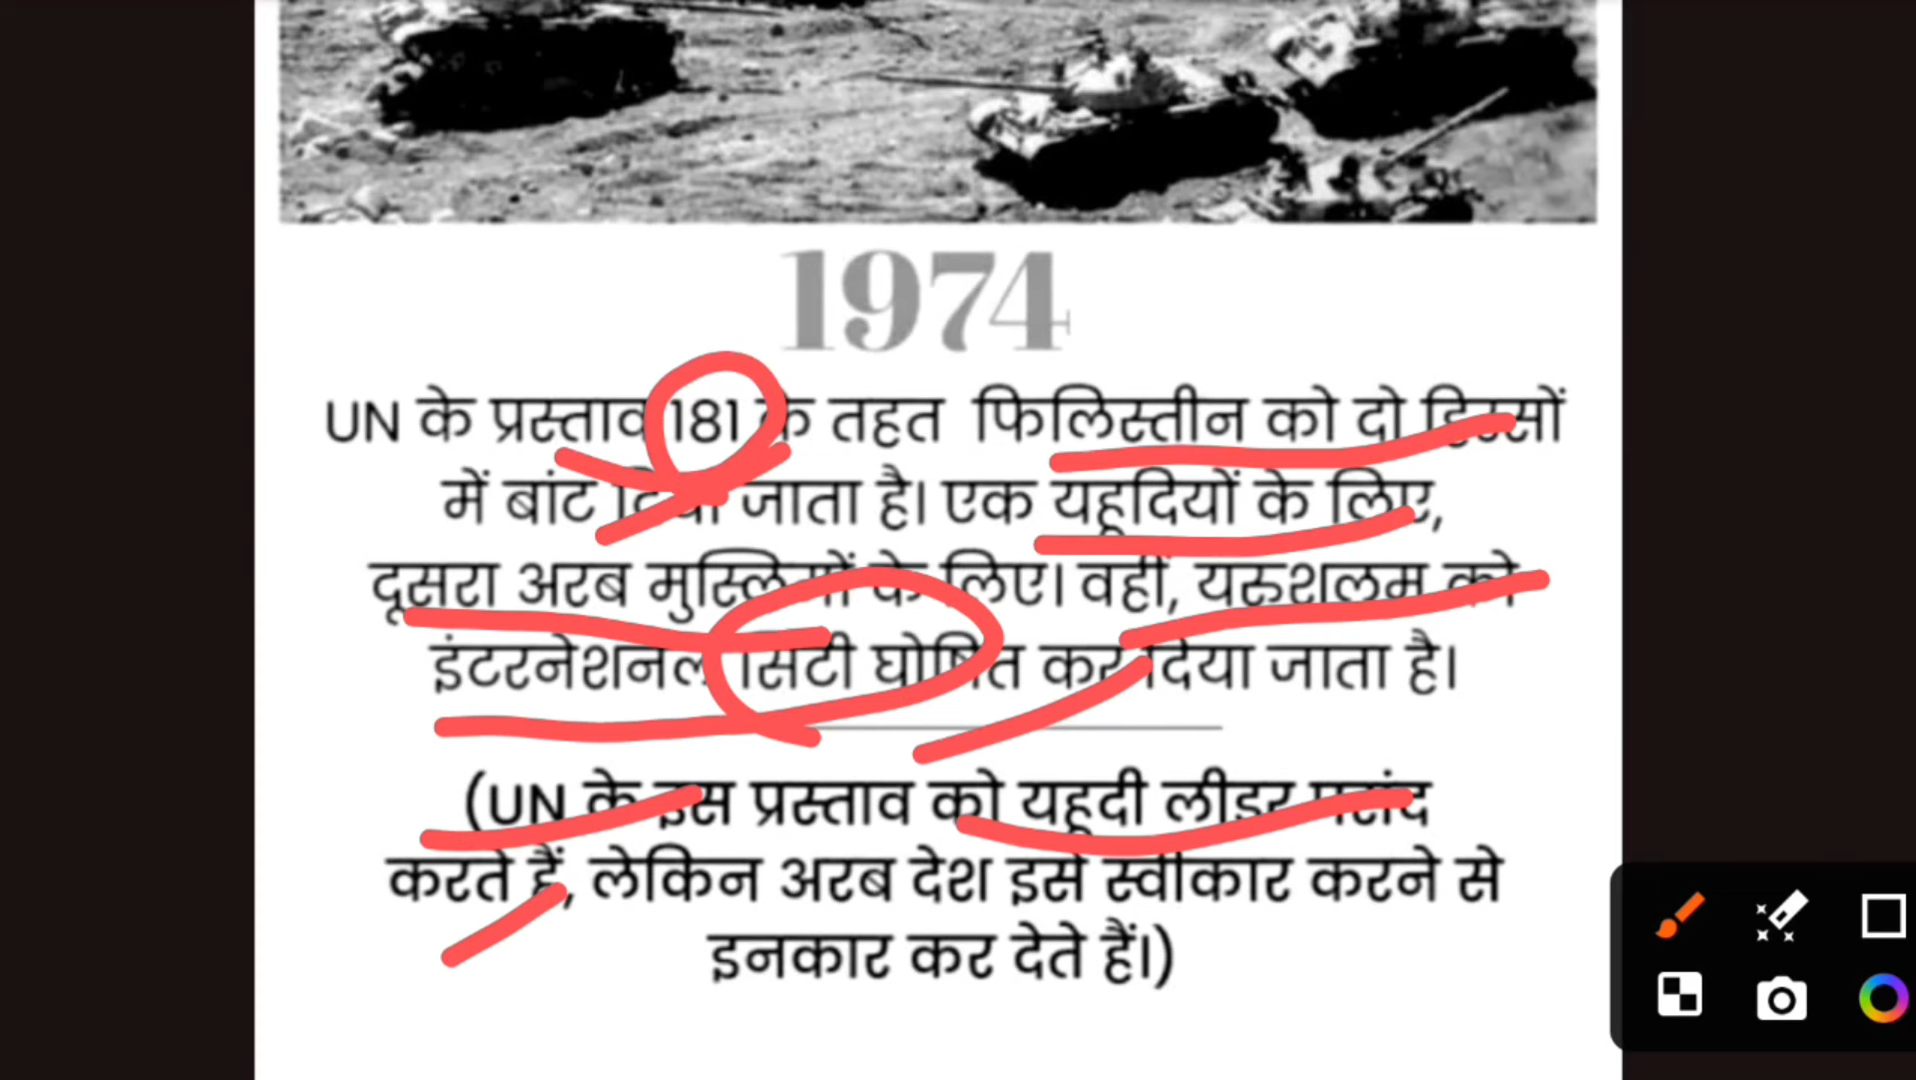 1974
UN के प्रस्ताव 181 के तहत फिलिस्तीन को दो हिस्सों
में बांट दिया जाता है। एक यहूदियों के लिए,
दूसरा अरब मुस्लिमों के लिए। वहीं, यरुशलम को
इंटरनेशनल सिटी घोषित कर दिया जाता है।
(UN के इस प्रस्ताव को यहूदी लीडर पसंद
करते हैं, लेकिन अरब देश इसे स्वीकार करने से
इनकार कर देते हैं।)